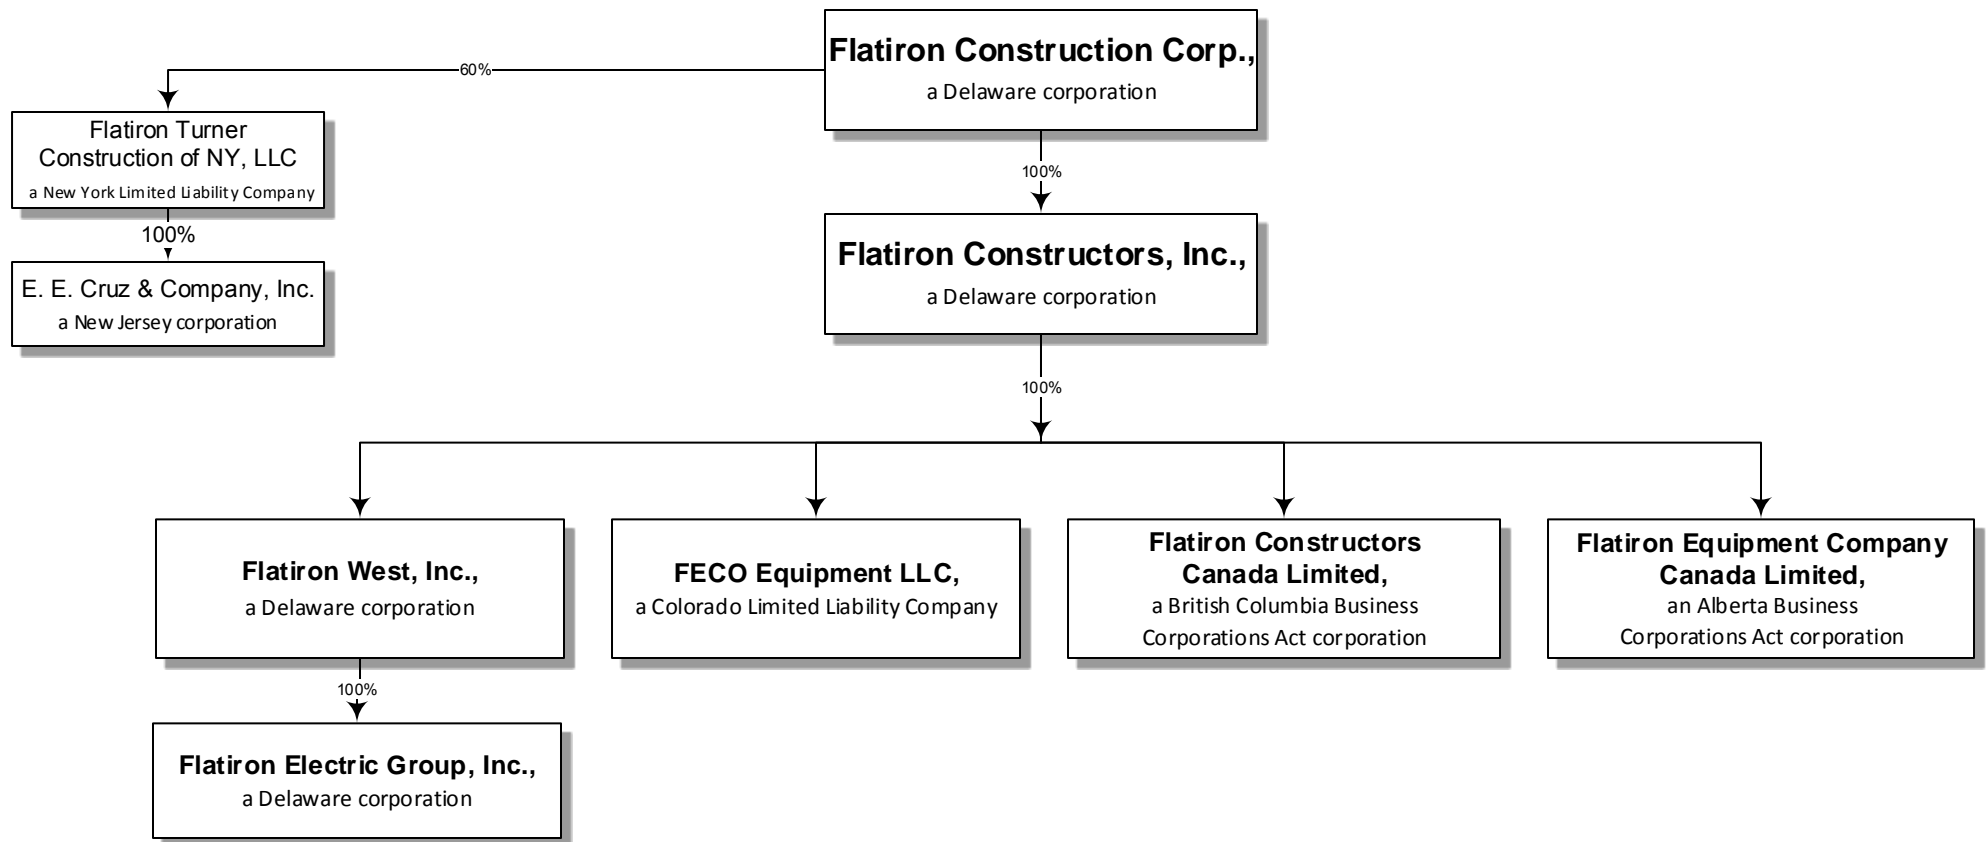 Flatiron Construction Corp.,
a Delaware corporation
60%
Flatiron Turner
Construction of NY, LLC
a New York Limited Liability Company
100%
E. E. Cruz & Company, Inc.
a New Jersey corporation
100%
Flatiron Constructors, Inc.,
a Delaware corporation
100%
Flatiron West, Inc.,
a Delaware corporation
FECO Equipment LLC,
a Colorado Limited Liability Company
Flatiron Constructors
Canada Limited,
a British Columbia Business
Corporations Act corporation
Flatiron Equipment Company
Canada Limited,
an Alberta Business
Corporations Act corporation
100%
Flatiron Electric Group, Inc.,
a Delaware corporation